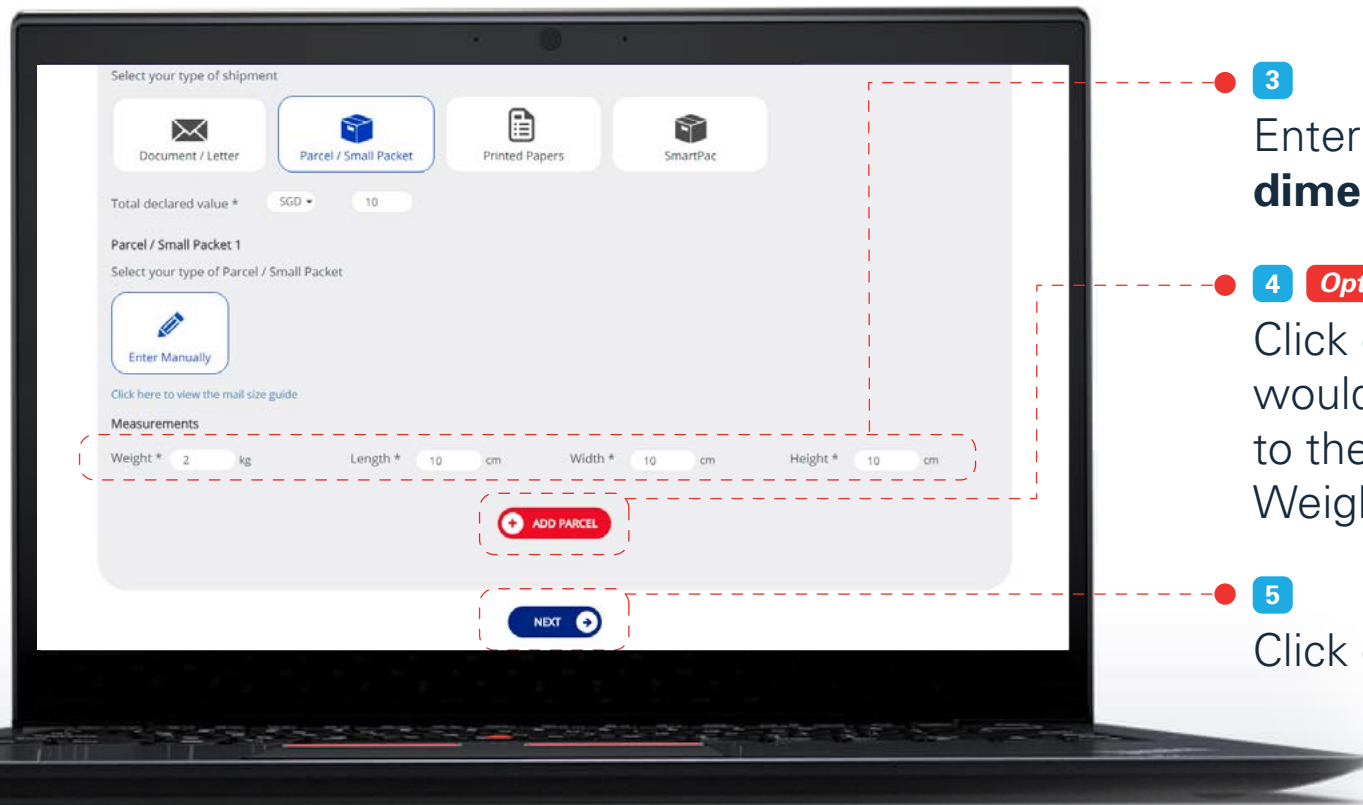 Select your type of shipment
Document / Letter
Parcel / Small Packet
Printed Papers
SmartPac
Total declared value * SGD 10
Parcel / Small Packet 1
Select your type of Parcel / Small Packet
Enter Manually
Click here to view the mail size guide
Measurements
Weight * 2 kg Length * 10 cm Width * 10 cm Height * 10 cm
ADD PARCEL
NEXT
3
Enter
dime
4 Opt
Click
would
to the
Weigh
5
Click